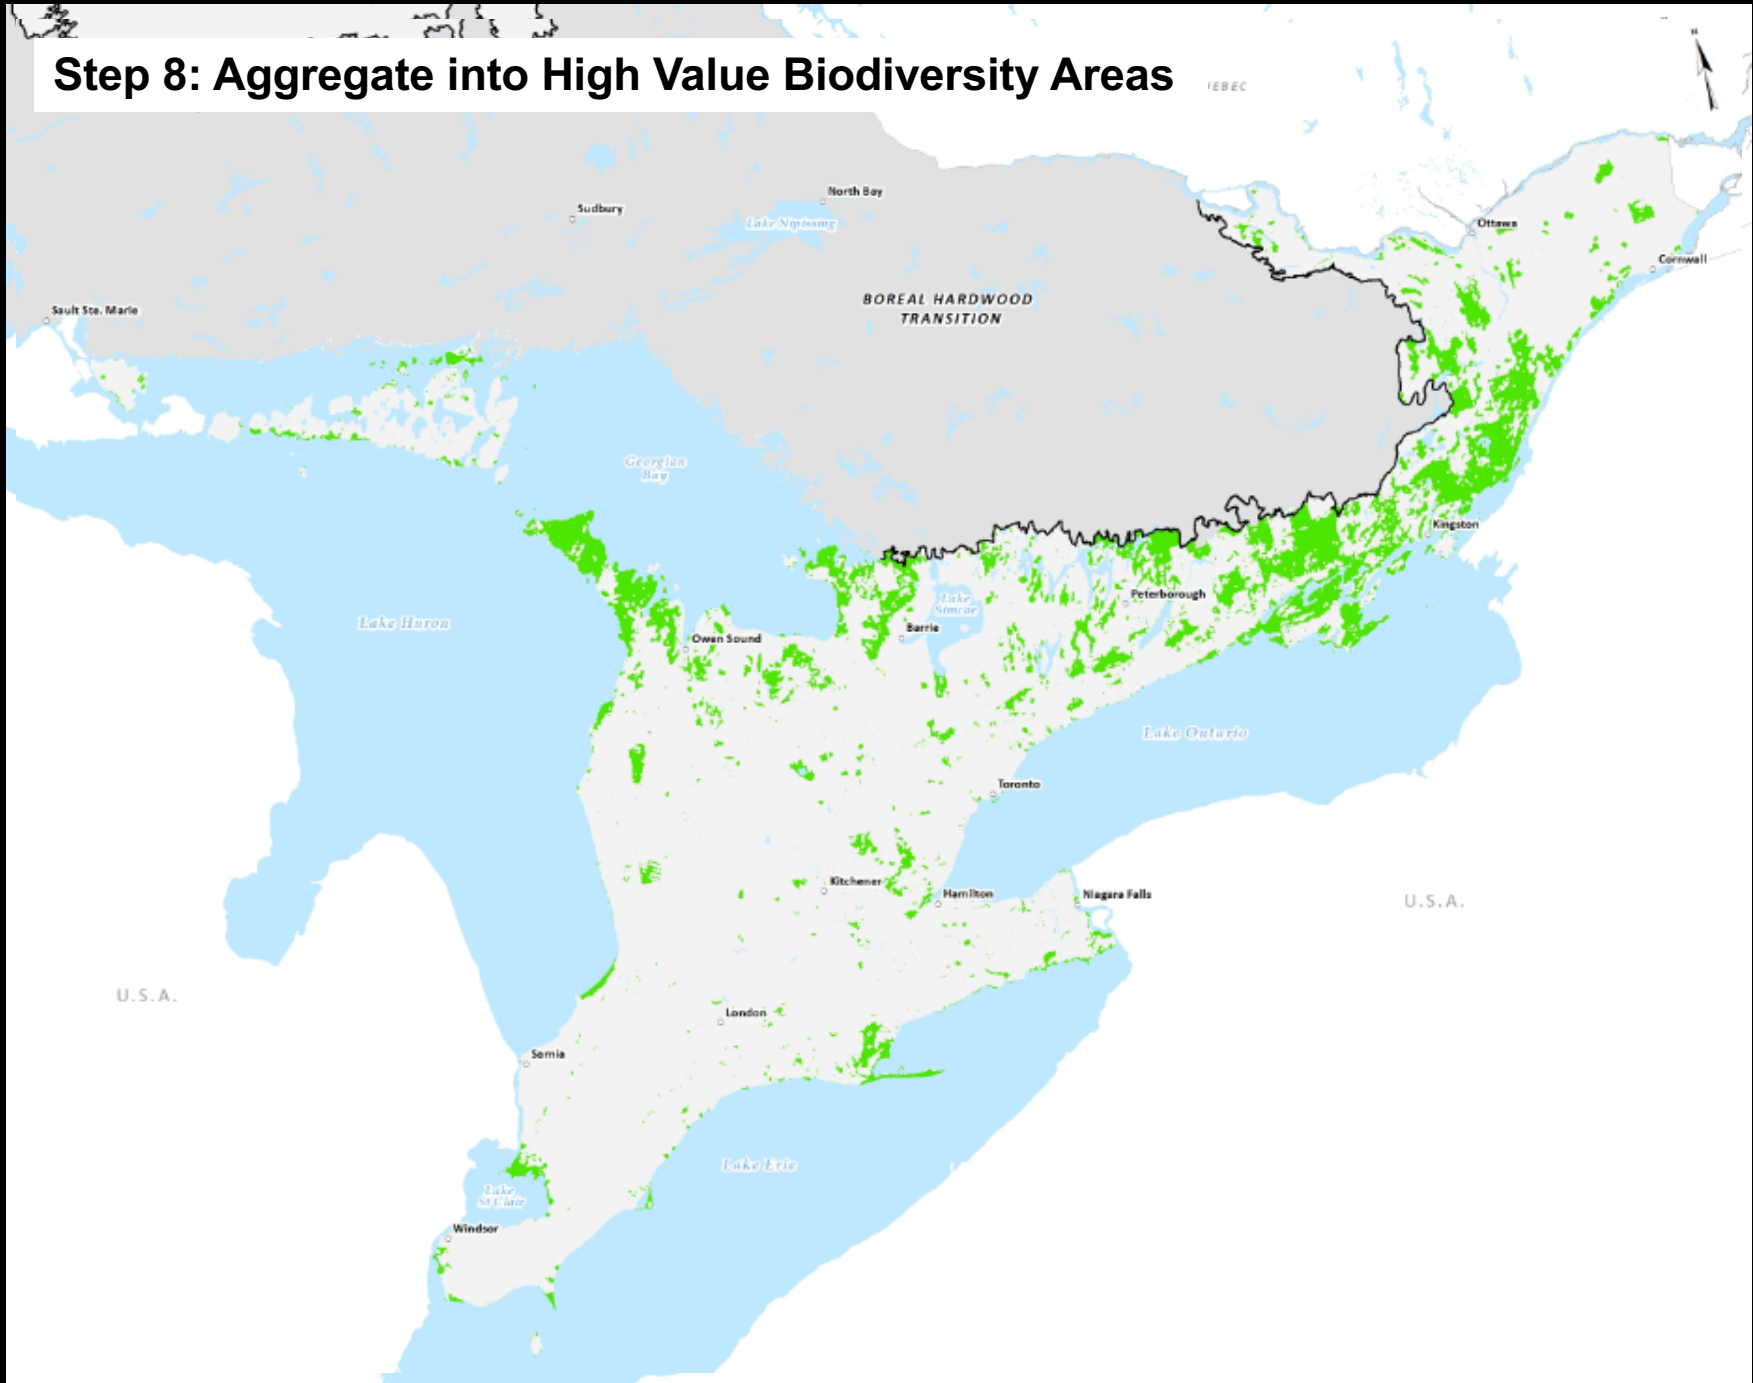 Step 8: Aggregate into High Value Biodiversity Areas
N
North Bay
Sudbury
Lake Nipissing
Ottawa
Cornwall
BOREAL HARDWOOD
TRANSITION
Sault Ste. Marie
Georgian
Bay
Kingston
Peterborough
Lake
Simcoe
Lake Huron
Barrie
Owen Sound
Lake Ontario
Toronto
Kitchener
Hamilton
Niagara Falls
U.S.A.
U.S.A.
London
Sarnia
Lake Erie
Lake
St Clair
Windsor